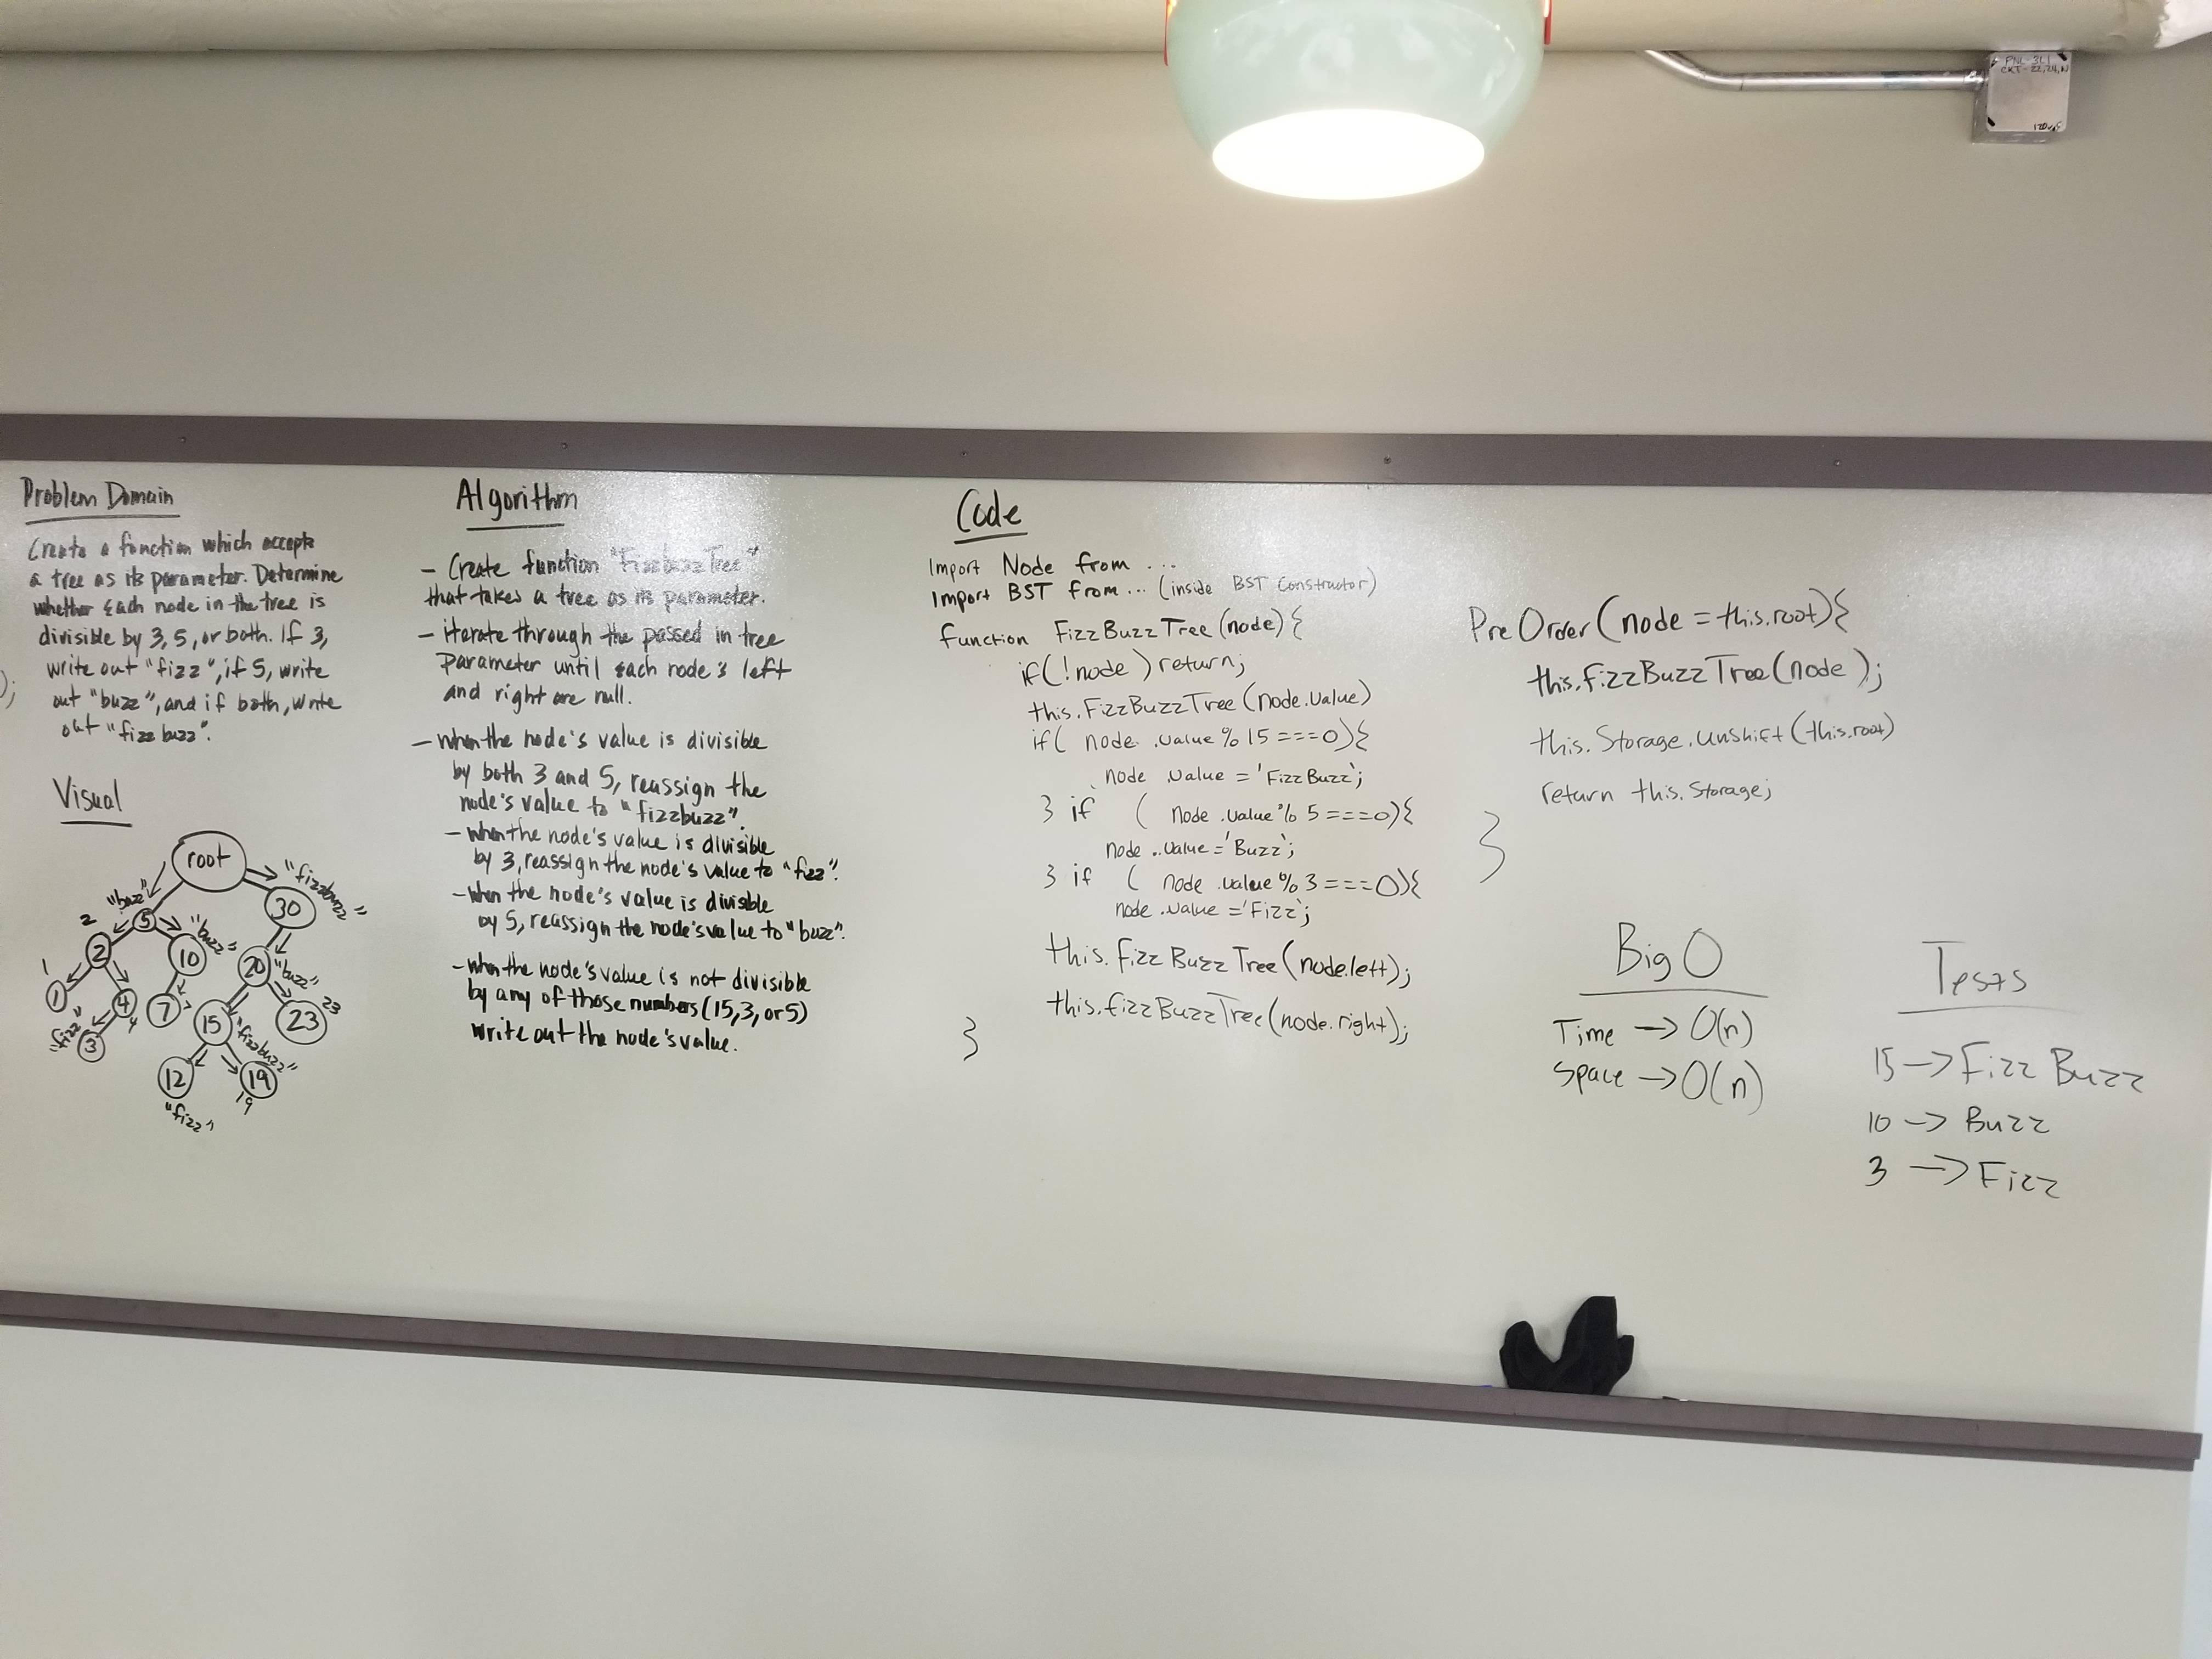 PNL-3L1
CKT-22,24,N
Problem Domain
Create a function which accepts
a tree as its parameter. Determine
whether each node in the tree is
divisible by 3, 5, or both. If 3,
write out "fizz", if 5, write
out "buzz", and if both, write
out "fizzbuzz".
);
Visual
root
"buzz"
"fizzbuzz"
2
5
30
"buzz"
2
10
20
"buzz"
1
1
4
4
7
7
15
23
23
"fizz"
3
"fizzbuzz"
12
19
19
"fizz"
Algorithm
- Create function "FizzbuzzTree"
that takes a tree as its parameter.
- iterate through the passed in tree
parameter until each node's left
and right are null.
- when the node's value is divisible
by both 3 and 5, reassign the
node's value to "fizzbuzz".
- when the node's value is divisible
by 3, reassign the node's value to "fizz".
- when the node's value is divisible
by 5, reassign the node's value to "buzz".
- when the node's value is not divisible
by any of those numbers (15, 3, or 5)
write out the node's value.
Code
Import Node from ...
Import BST from ... (inside BST Constructor)
function FizzBuzzTree (node) {
if (!node) return;
this.FizzBuzzTree (node.value)
if ( node .value % 15 === 0) {
node .value = 'FizzBuzz';
} if ( node .value % 5 === 0) {
node ..value = 'Buzz';
} if ( node .value % 3 === 0) {
node .value = 'Fizz';
this.fizzBuzzTree (node.left);
this.fizzBuzzTree (node.right);
}
PreOrder (node = this.root) {
this.fizzBuzzTree (node);
this.Storage.unshift (this.root)
return this.Storage;
}
Big O
Time -> O(n)
Space -> O(n)
Tests
15 -> Fizz Buzz
10 -> Buzz
3 -> Fizz